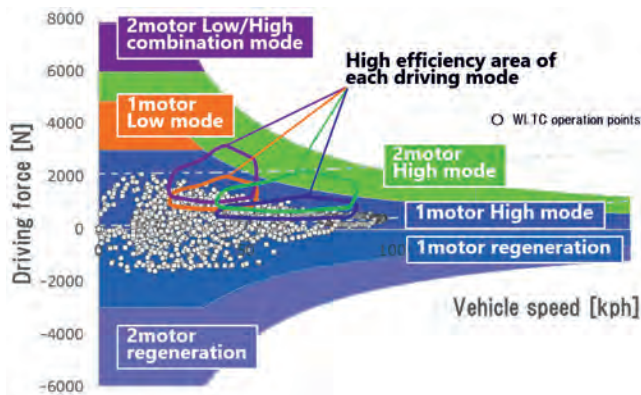 8000
6000
4000
2000
0
-2000
-4000
-6000
Driving force [N]
2motor Low/High
combination mode
1motor
Low mode
High efficiency area of
each driving mode
WLTC operation points
2motor
High mode
1motor High mode
1motor regeneration
2motor
regeneration
0
Vehicle speed [kph]